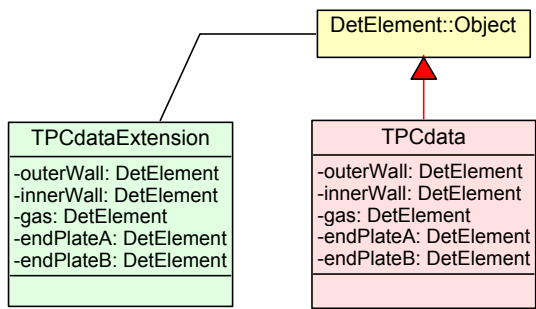 DetElement::Object
TPCdataExtension
-outerWall: DetElement
-innerWall: DetElement
-gas: DetElement
-endPlateA: DetElement
-endPlateB: DetElement
TPCdata
-outerWall: DetElement
-innerWall: DetElement
-gas: DetElement
-endPlateA: DetElement
-endPlateB: DetElement